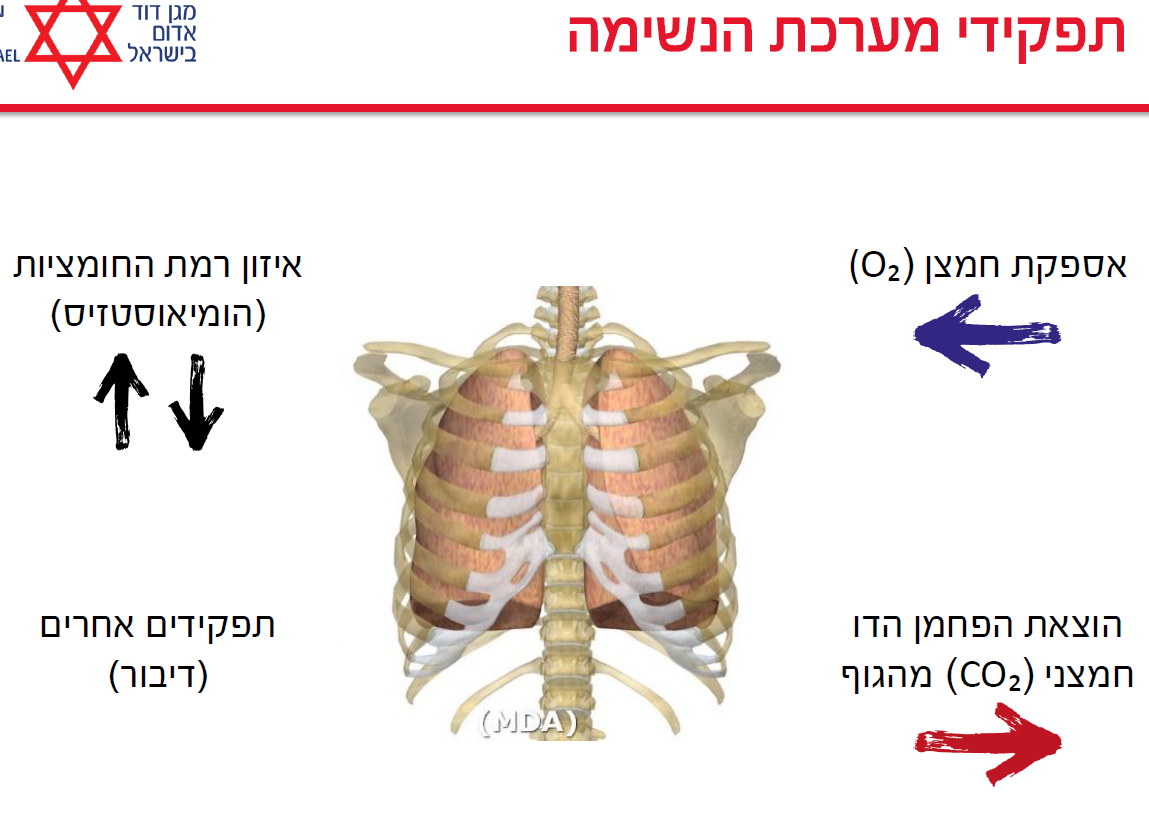 תפקידי מערכת הנשימה
מגן דוד
אדום
בישראל
אספקת חמצן (O₂)
איזון רמת החומציות
(הומיאוסטזיס)
הוצאת הפחמן הדו
חמצני (CO₂) מהגוף
תפקידים אחרים
(דיבור)
(MDA)